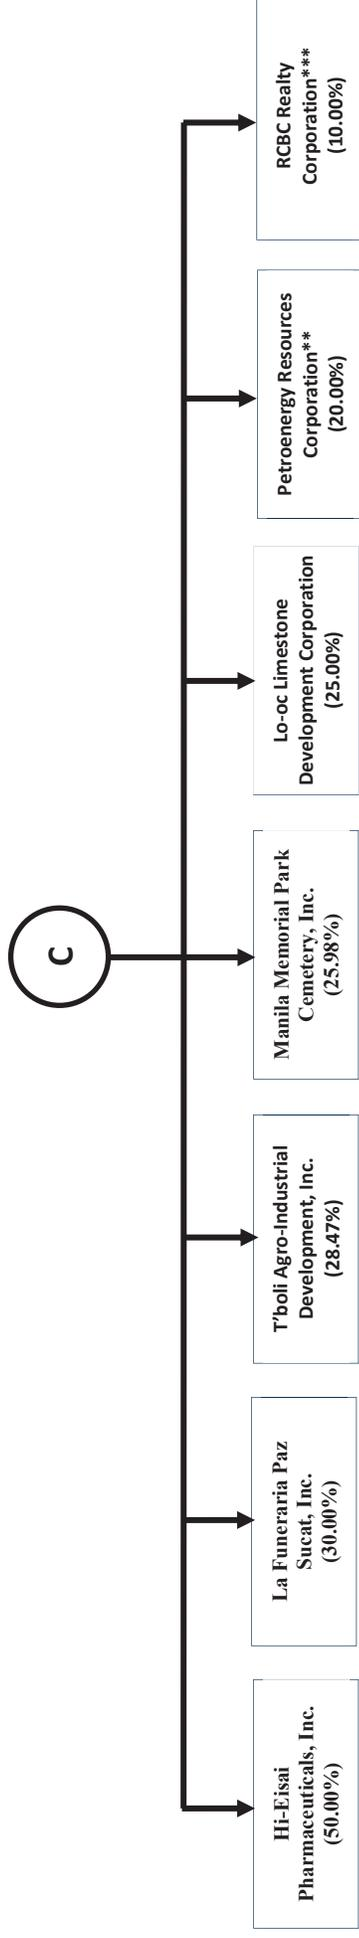 C
Hi-Eisai
Pharmaceuticals, Inc.
(50.00%)
La Funeraria Paz
Sucat, Inc.
(30.00%)
T’boli Agro-Industrial
Development, Inc.
(28.47%)
Manila Memorial Park
Cemetery, Inc.
(25.98%)
Lo-oc Limestone
Development Corporation
(25.00%)
Petroenergy Resources
Corporation**
(20.00%)
RCBC Realty
Corporation***
(10.00%)